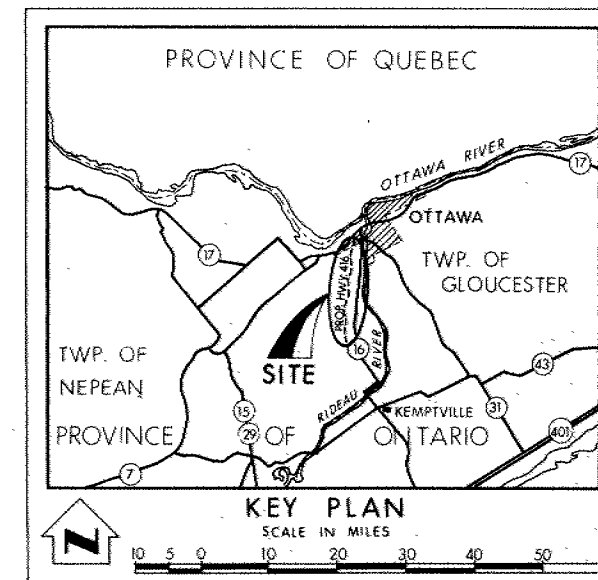 PROVINCE OF QUEBEC
OTTAWA RIVER
17
OTTAWA
17
TWP. OF
GLOUCESTER
PROP. HWY. 416
16
SITE
RIDEAU RIVER
43
TWP. OF
NEPEAN
15
29
KEMPTVILLE
31
401
PROVINCE OF ONTARIO
7
KEY PLAN
SCALE IN MILES
N
10 5 0 10 20 30 40 50